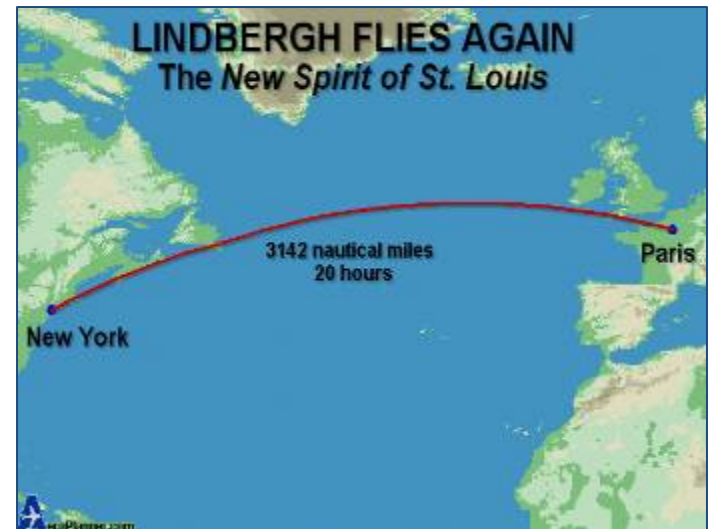 LINDBERGH FLIES AGAIN
The New Spirit of St. Louis
3142 nautical miles
20 hours
Paris
New York